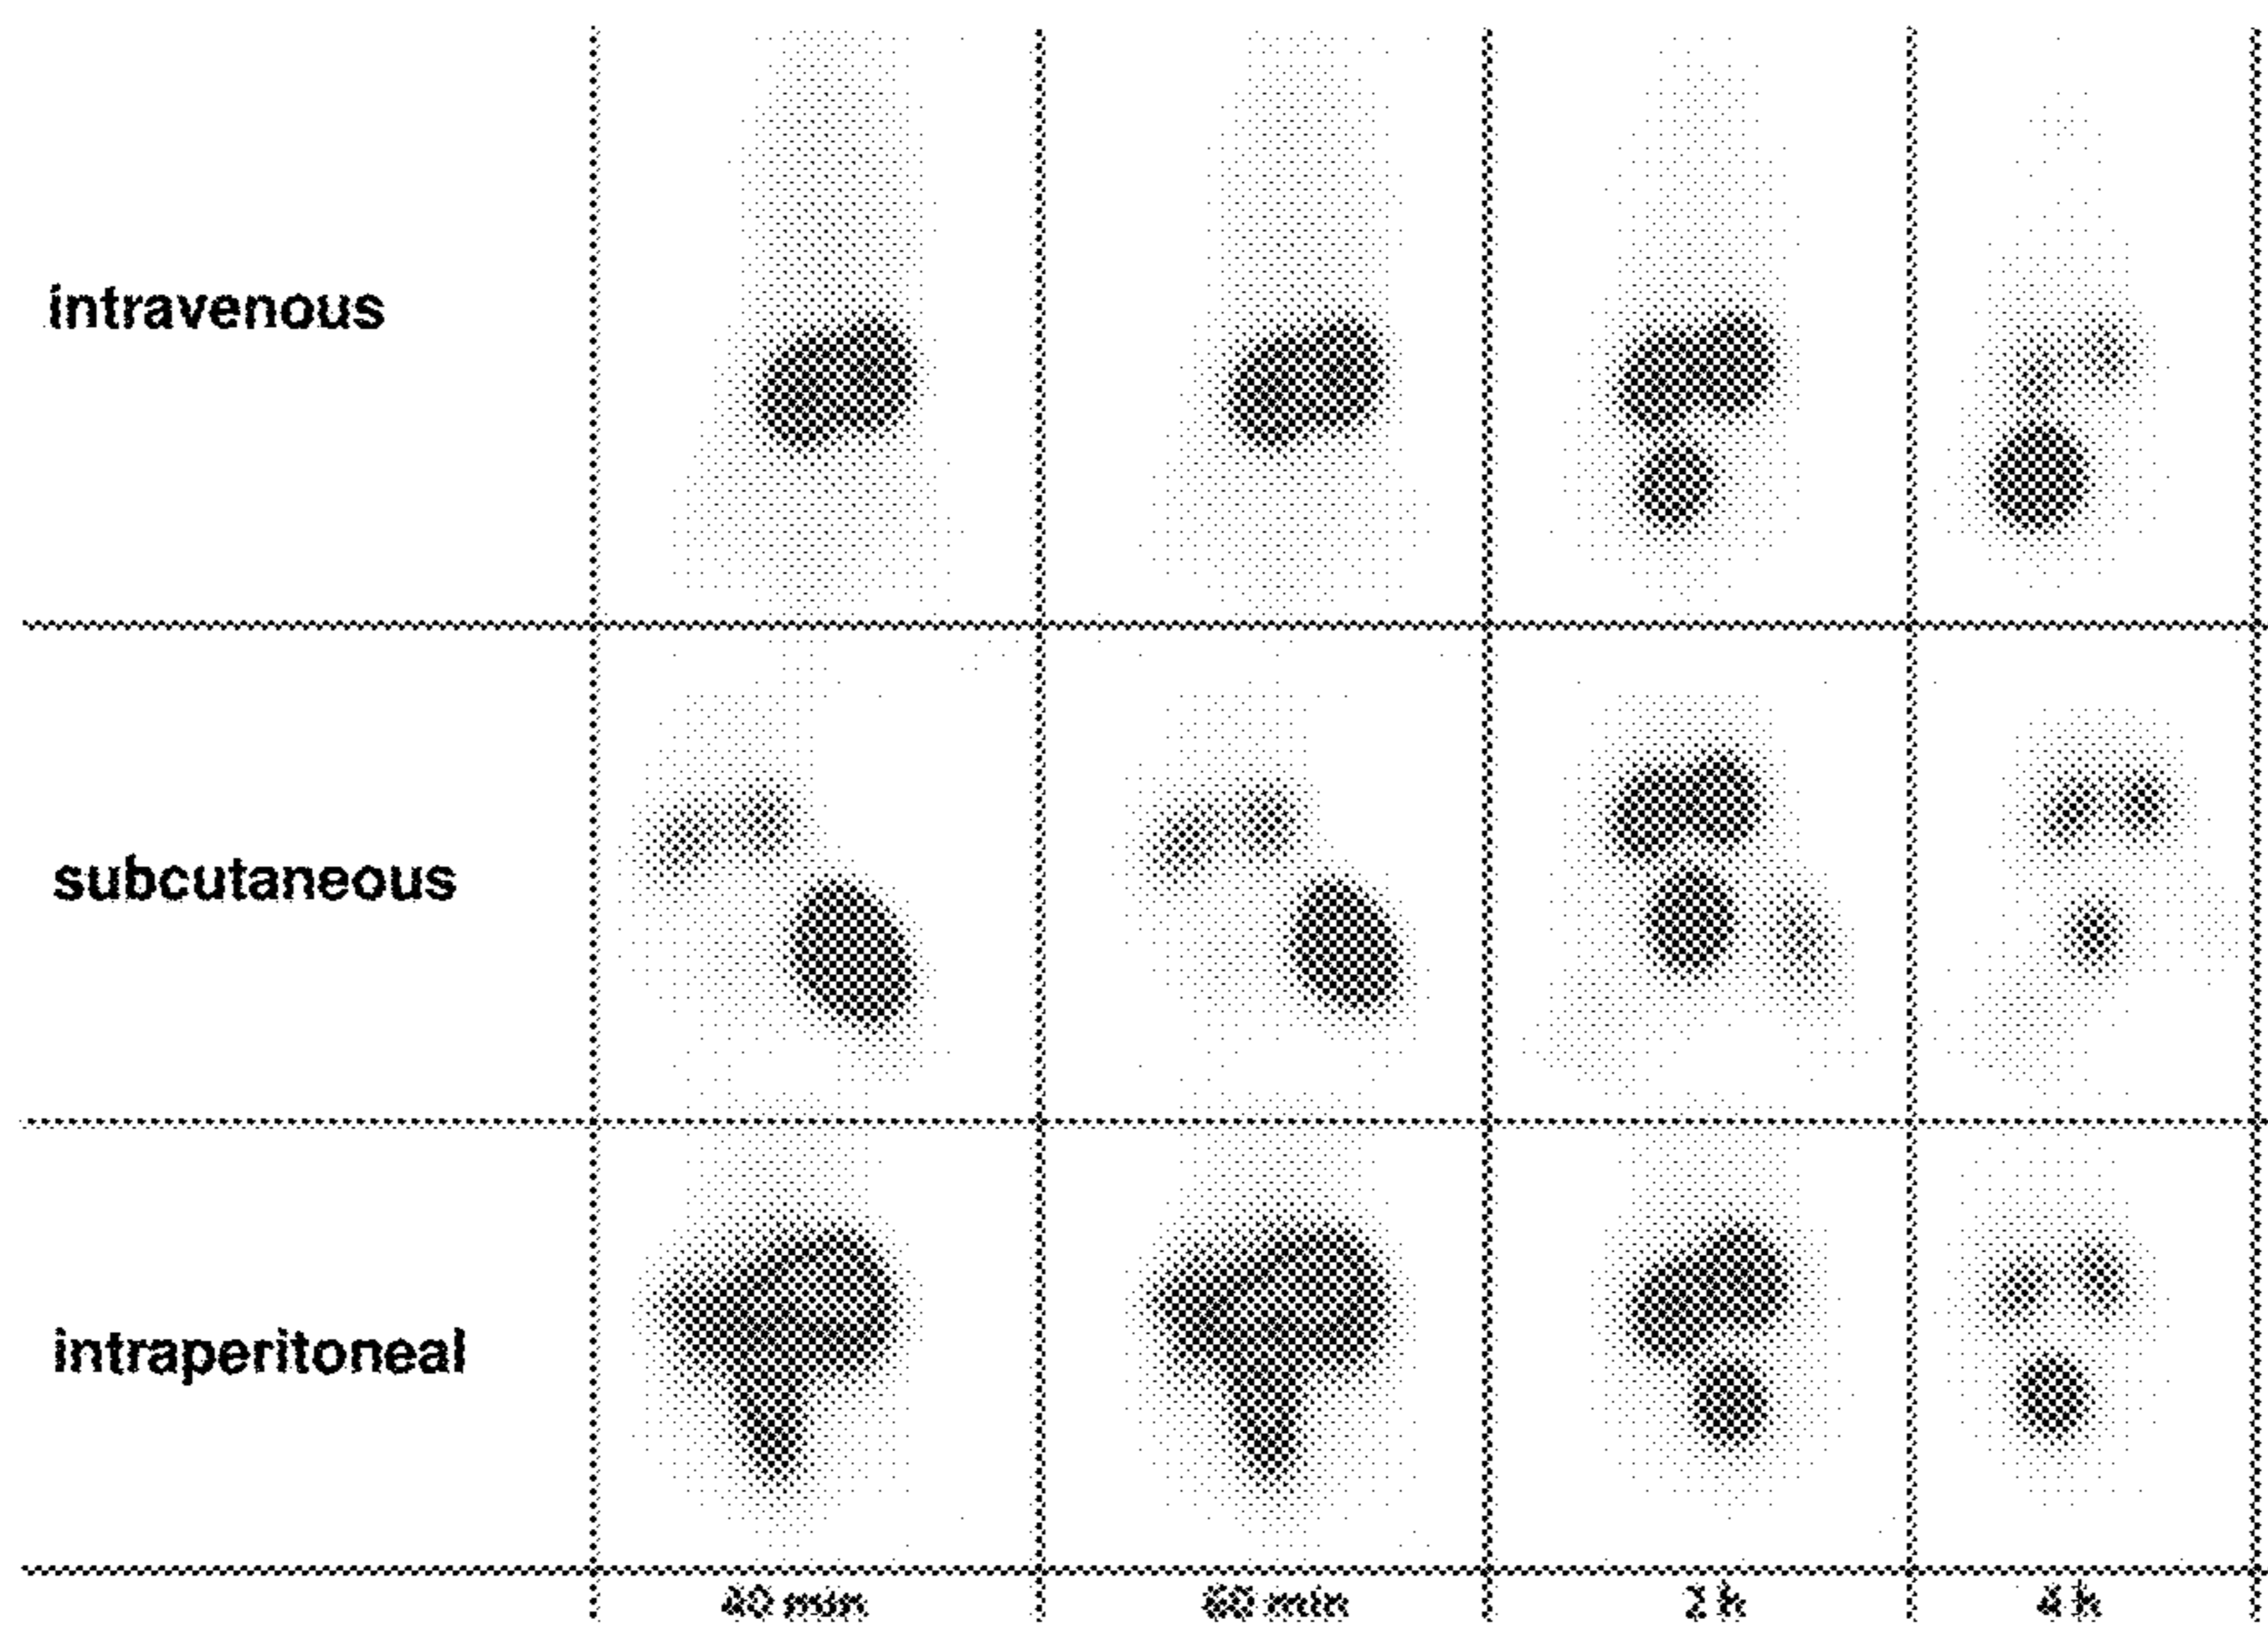 intravenous
subcutaneous
intraperitoneal
40 min 60 min 2 h 4 h